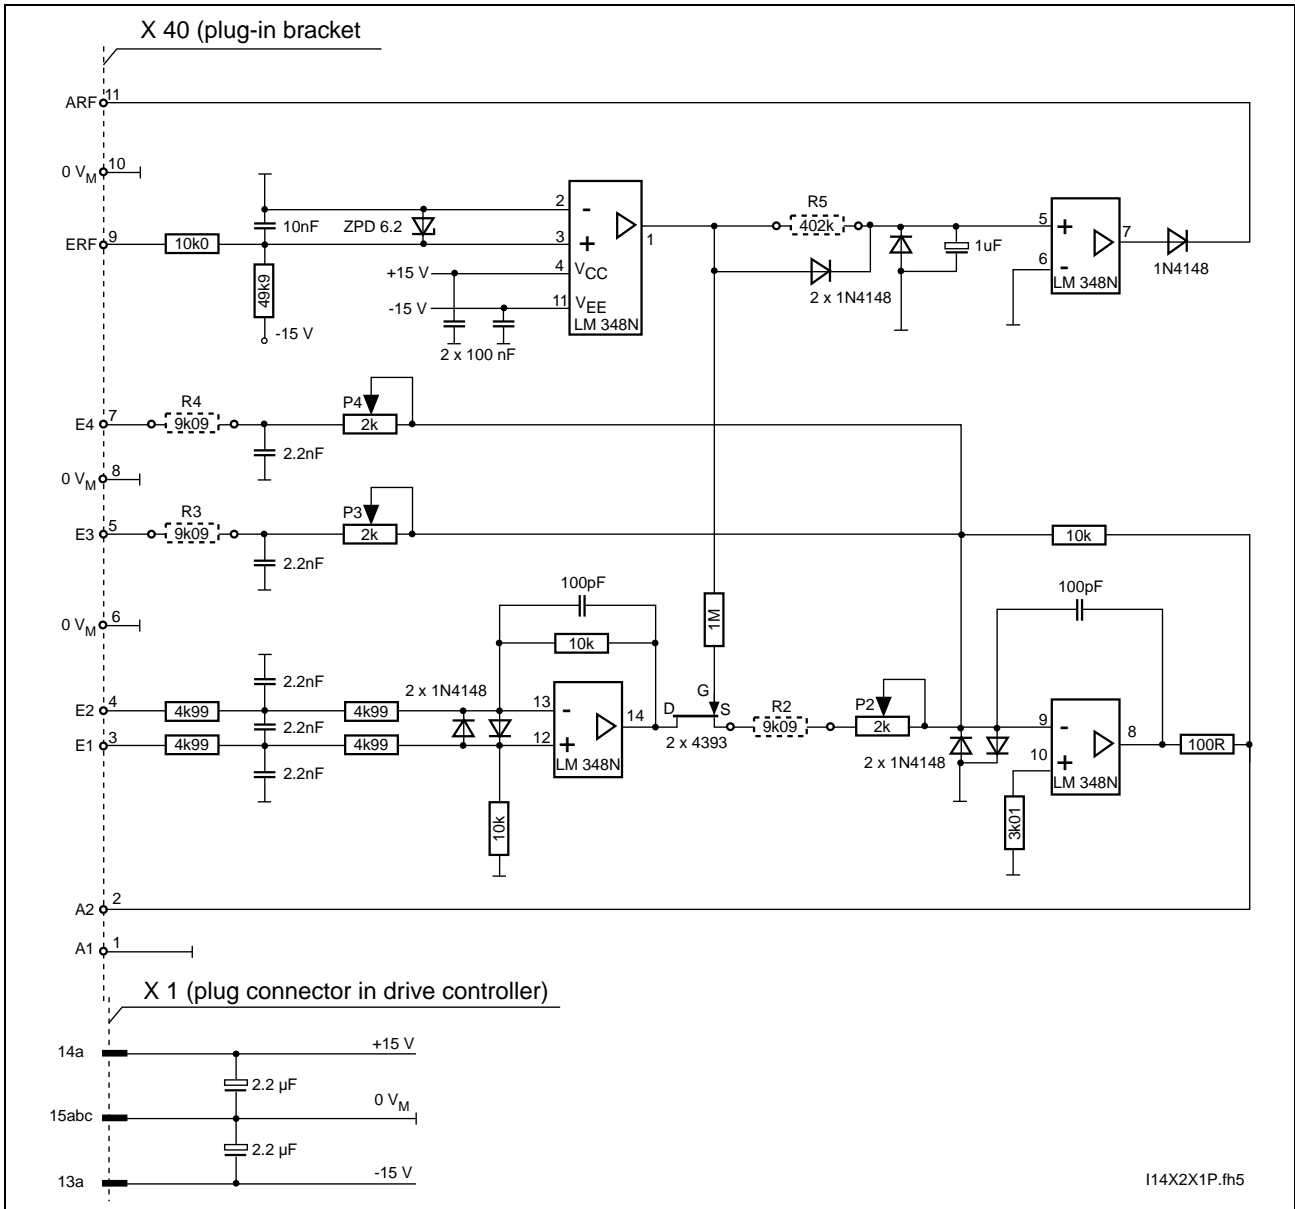 X 40 (plug-in bracket
ARF 11
0 VM 10
ERF 9
10k0
10nF
49k9
-15 V
ZPD 6.2
2
-
3
+
+15 V
4
VCC
-15 V
11
VEE
LM 348N
1
2 x 100 nF
R5
402k
2 x 1N4148
1uF
5
+
6
-
LM 348N
7
1N4148
E4 7
R4
9k09
2.2nF
P4
2k
0 VM 8
E3 5
R3
9k09
2.2nF
P3
2k
10k
0 VM 6
100pF
10k
1M
100pF
E2 4
4k99
2.2nF
4k99
2 x 1N4148
13
-
14
E1 3
4k99
2.2nF
4k99
12
+
LM 348N
2.2nF
10k
G
D
S
2 x 4393
R2
9k09
P2
2k
2 x 1N4148
9
-
10
+
LM 348N
8
100R
3k01
A2 2
A1 1
X 1 (plug connector in drive controller)
14a
+15 V
2.2 µF
15abc
0 VM
2.2 µF
13a
-15 V
I14X2X1P.fh5